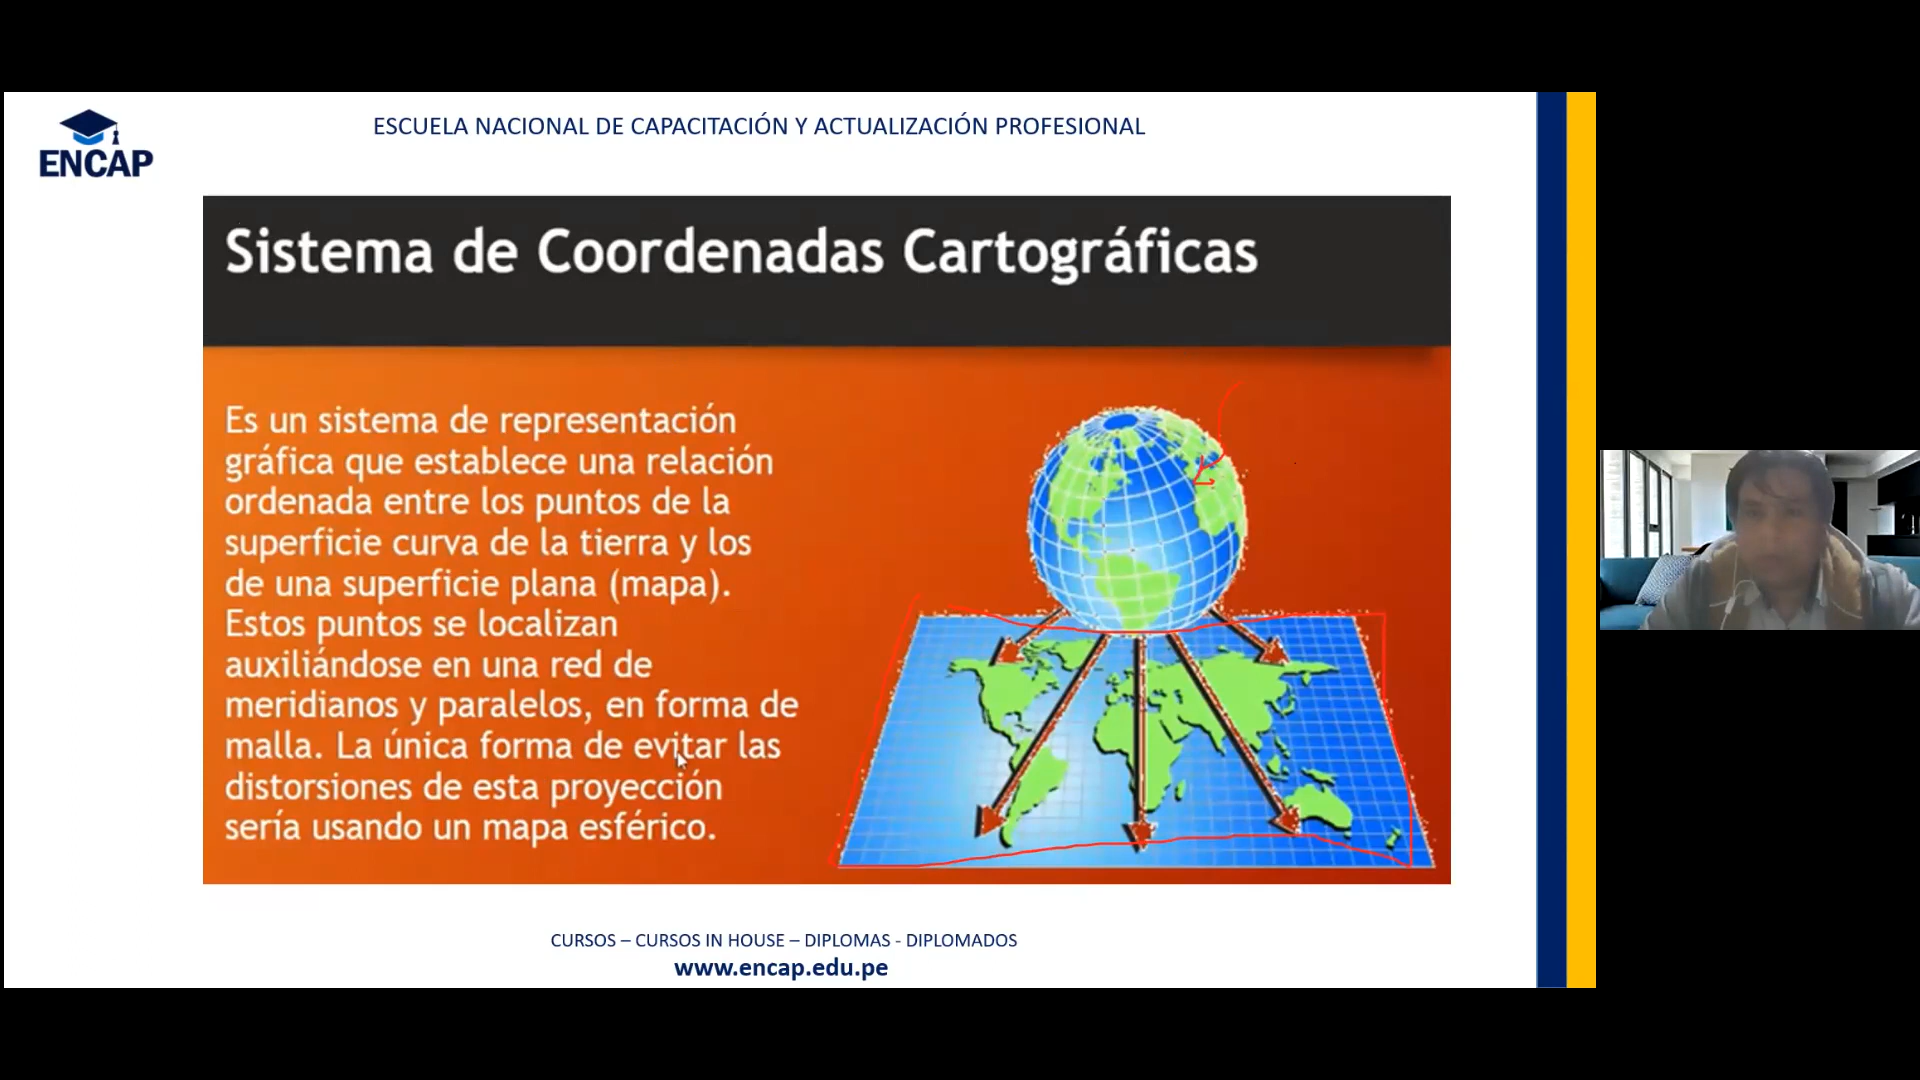 ENCAP
ESCUELA NACIONAL DE CAPACITACIÓN Y ACTUALIZACIÓN PROFESIONAL
Sistema de Coordenadas Cartográficas
Es un sistema de representación
gráfica que establece una relación
ordenada entre los puntos de la
superficie curva de la tierra y los
de una superficie plana (mapa).
Estos puntos se localizan
auxiliándose en una red de
meridianos y paralelos, en forma de
malla. La única forma de evitar las
distorsiones de esta proyección
sería usando un mapa esférico.
CURSOS – CURSOS IN HOUSE – DIPLOMAS - DIPLOMADOS
www.encap.edu.pe